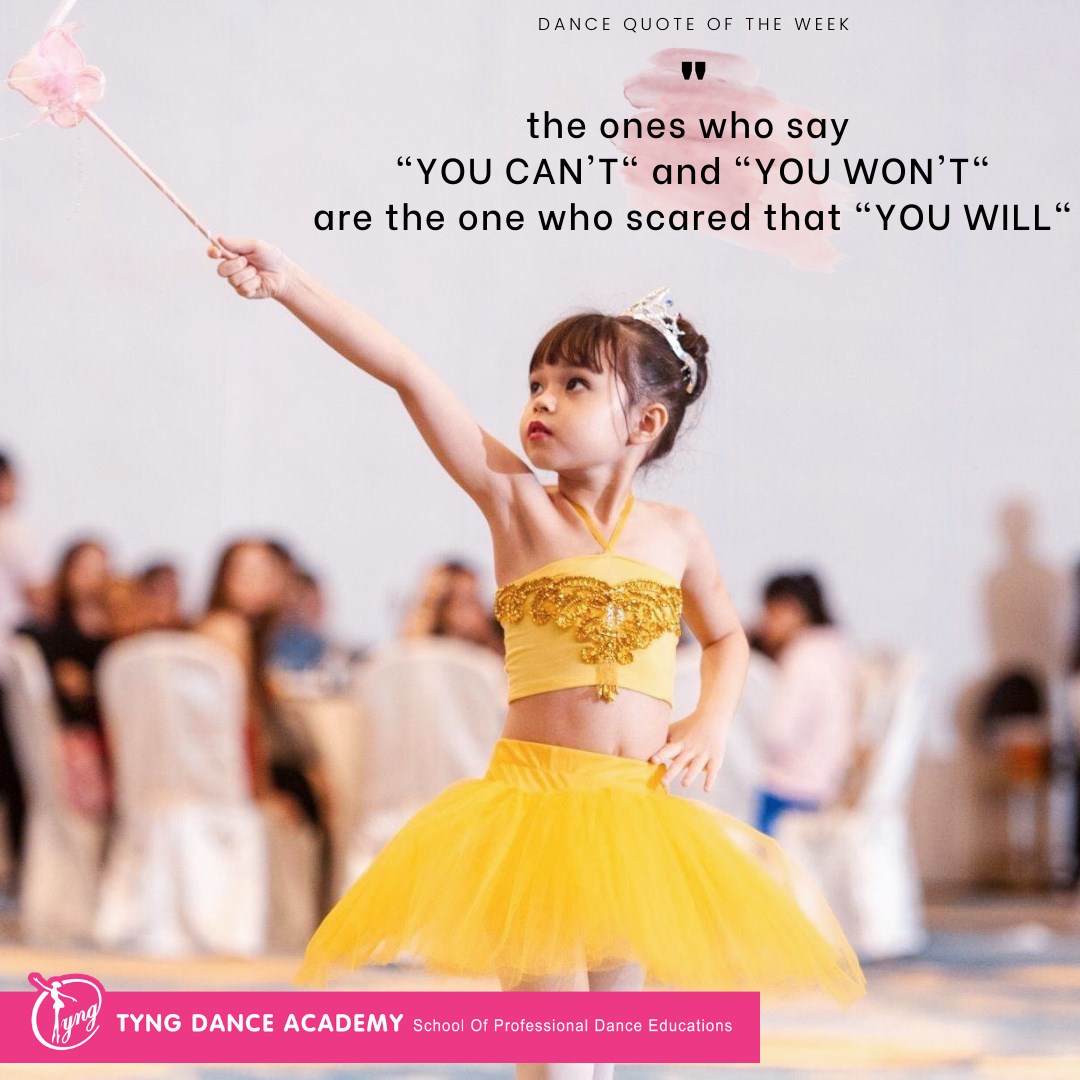 DANCE QUOTE OF THE WEEK
"
the ones who say
“YOU CAN'T“ and “YOU WON'T“
are the one who scared that “YOU WILL“
Tyng
TYNG DANCE ACADEMY School Of Professional Dance Educations